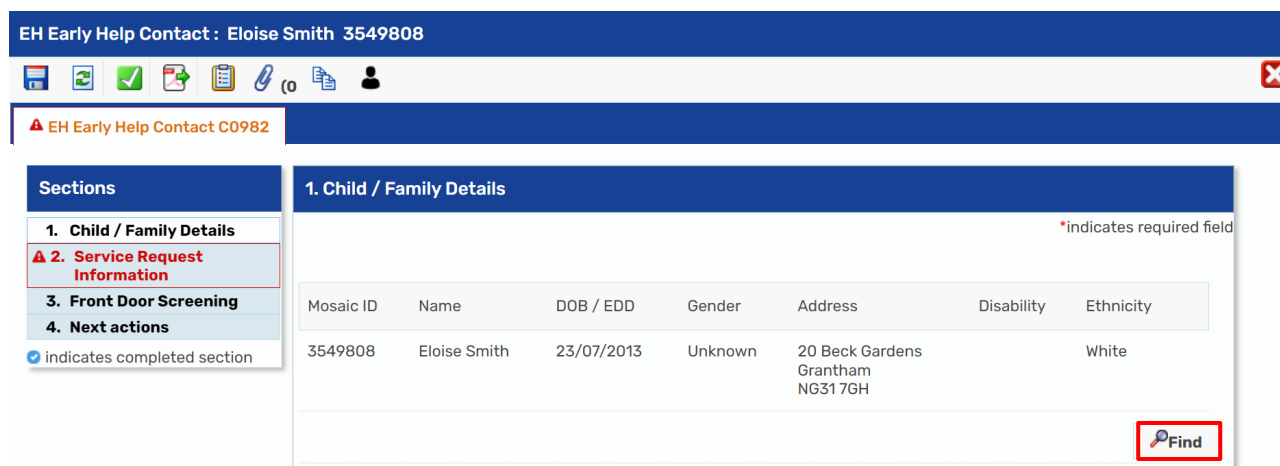 EH Early Help Contact : Eloise Smith 3549808
(0
EH Early Help Contact C0982
Sections
1. Child / Family Details
2. Service Request
Information
3. Front Door Screening
4. Next actions
indicates completed section
1. Child / Family Details
*indicates required field
Mosaic ID Name DOB / EDD Gender Address Disability Ethnicity
3549808 Eloise Smith 23/07/2013 Unknown 20 Beck Gardens White
Grantham
NG31 7GH
Find